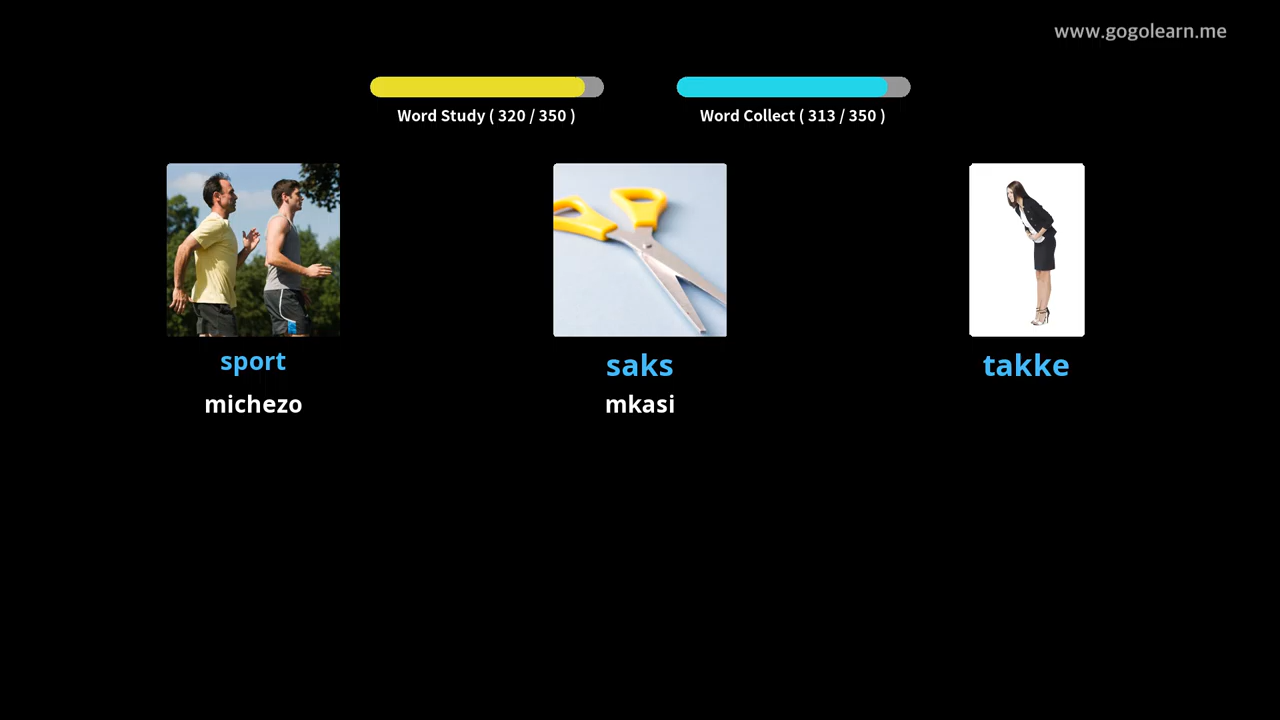 www.gogolearn.me
Word Study ( 320 / 350 )
Word Collect ( 313 / 350 )
sport
saks
takke
michezo
mkasi